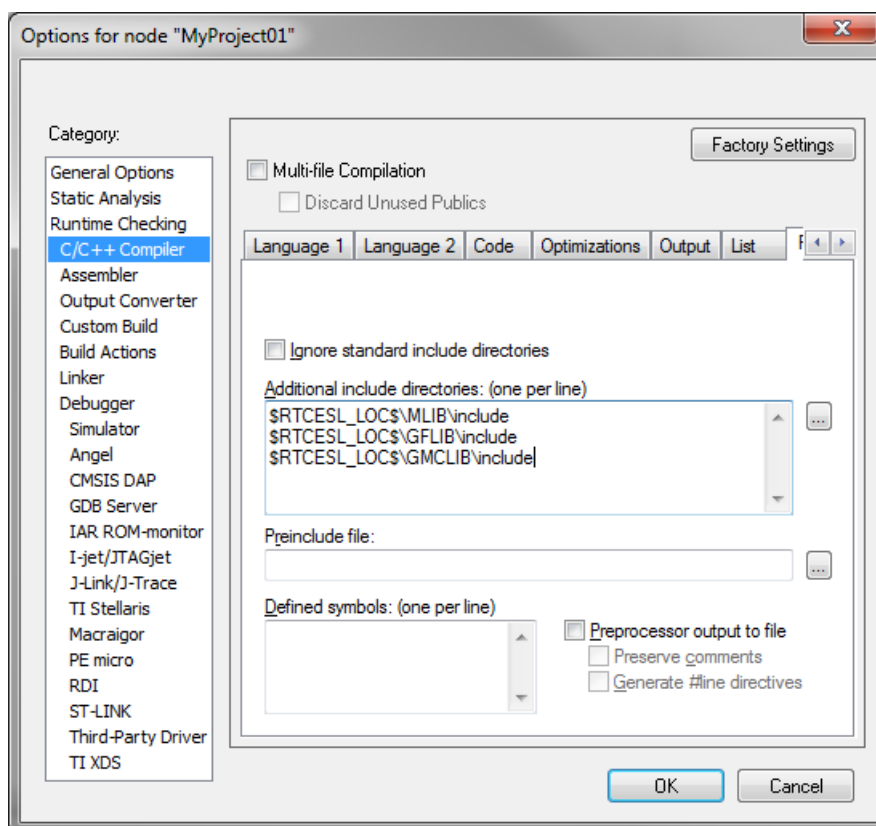 Options for node "MyProject01"
X
Category:
General Options
Static Analysis
Runtime Checking
C/C++ Compiler
Assembler
Output Converter
Custom Build
Build Actions
Linker
Debugger
Simulator
Angel
CMSIS DAP
GDB Server
IAR ROM-monitor
I-jet/JTAGjet
J-Link/J-Trace
TI Stellaris
Macraigor
PE micro
RDI
ST-LINK
Third-Party Driver
TI XDS
Factory Settings
Multi-file Compilation
Discard Unused Publics
Language 1 Language 2 Code Optimizations Output List
Ignore standard include directories
Additional include directories: (one per line)
$RTCESL_LOC$\MLIB\include
$RTCESL_LOC$\GFLIB\include
$RTCESL_LOC$\GMCLIB\include
...
Preinclude file:
...
Defined symbols: (one per line)
Preprocessor output to file
Preserve comments
Generate #line directives
OK Cancel